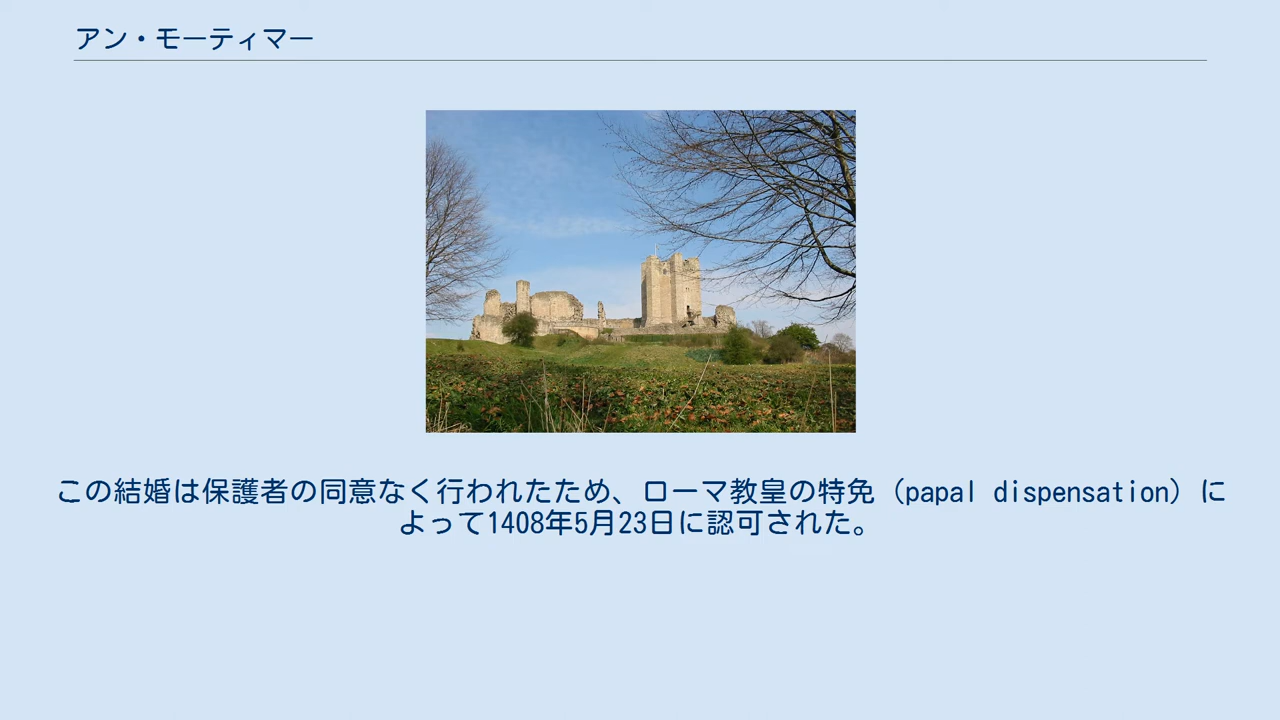 アン・モーティマー
この結婚は保護者の同意なく行われたため、ローマ教皇の特免（papal dispensation）に
よって1408年5月23日に認可された。